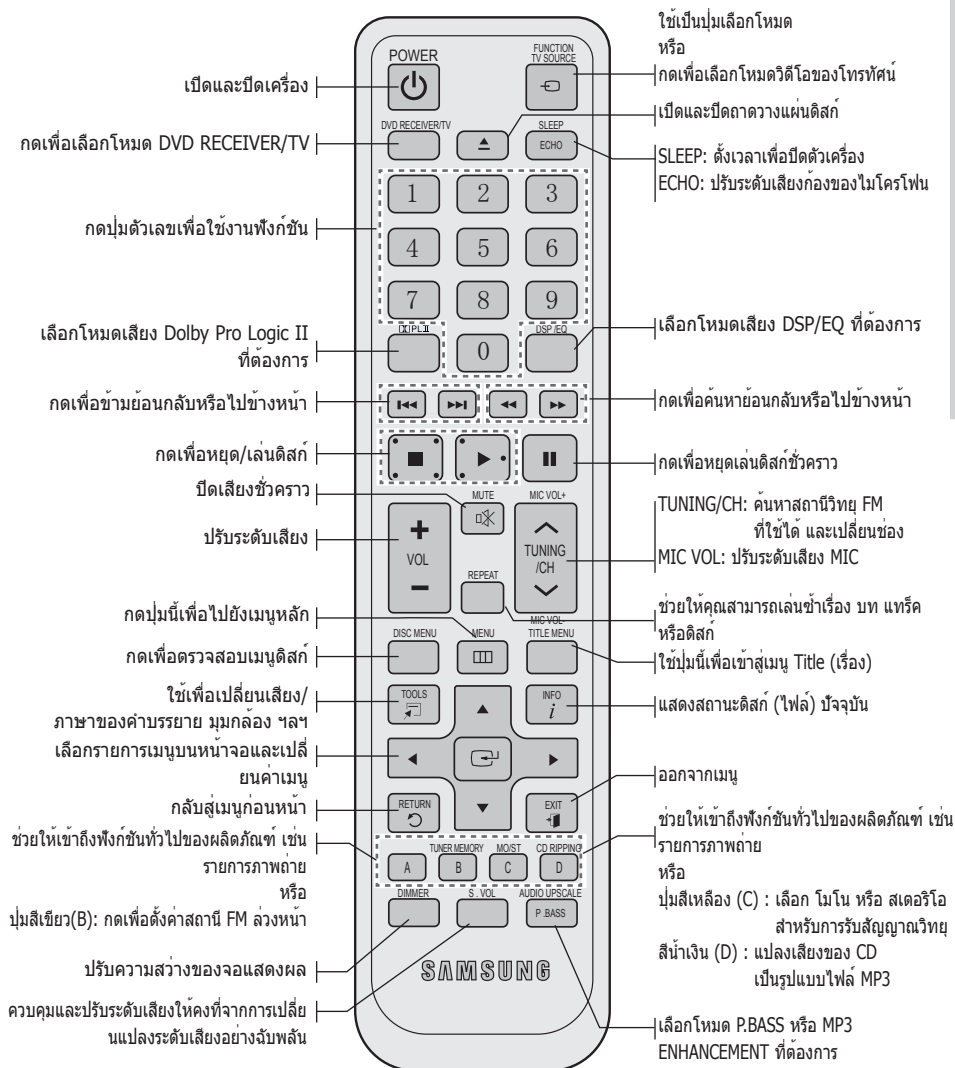 ใช้เป็นปุ่มเลือกโหมด
หรือ
กดเพื่อเลือกโหมดวิดีโอของโทรทัศน์
POWER
FUNCTION
TV SOURCE
เปิดและปิดเครื่อง
เปิดและปิดถาดวางแผ่นดิสก์
DVD RECEIVER/TV
SLEEP
กดเพื่อเลือกโหมด DVD RECEIVER/TV
ECHO
SLEEP: ตั้งเวลาเพื่อปิดตัวเครื่อง
ECHO: ปรับระดับเสียงก้องของไมโครโฟน
1 2 3
กดปุ่มตัวเลขเพื่อใช้งานฟังก์ชัน
4 5 6
7 8 9
PL II
DSP /EQ
0
เลือกโหมดเสียง Dolby Pro Logic II
ที่ต้องการ
เลือกโหมดเสียง DSP/EQ ที่ต้องการ
กดเพื่อข้ามย้อนกลับหรือไปข้างหน้า
กดเพื่อค้นหาย้อนกลับหรือไปข้างหน้า
กดเพื่อหยุด/เล่นดิสก์
กดเพื่อหยุดเล่นดิสก์ชั่วคราว
ปิดเสียงชั่วคราว
MUTE
MIC VOL+
ปรับระดับเสียง
VOL
TUNING
/CH
TUNING/CH: ค้นหาสถานีวิทยุ FM
ที่ใช้ได้ และเปลี่ยนช่อง
MIC VOL: ปรับระดับเสียง MIC
REPEAT
ช่วยให้คุณสามารถเล่นซ้ำเรื่อง บท แทร็ค
หรือดิสก์
กดปุ่มนี้เพื่อไปยังเมนูหลัก
MIC VOL-
DISC MENU
MENU
TITLE MENU
กดเพื่อตรวจสอบเมนูดิสก์
ใช้ปุ่มนี้เพื่อเข้าสู่เมนู Title (เรื่อง)
ใช้เพื่อเปลี่ยนเสียง/
ภาษาของคำบรรยาย มุมกล้อง ฯลฯ
TOOLS
INFO
i
แสดงสถานะดิสก์ (ไฟล์) ปัจจุบัน
เลือกรายการเมนูบนหน้าจอและเปลี่
ยนค่าเมนู
ออกจากเมนู
กลับสู่เมนูก่อนหน้า
RETURN
EXIT
ช่วยให้เข้าถึงฟังก์ชันทั่วไปของผลิตภัณฑ์ เช่น
รายการภาพถ่าย
หรือ
ปุ่มสีเขียว(B): กดเพื่อตั้งค่าสถานี FM ล่วงหน้า
TUNER MEMORY
MO/ST
CD RIPPING
A B C D
ช่วยให้เข้าถึงฟังก์ชันทั่วไปของผลิตภัณฑ์ เช่น
รายการภาพถ่าย
หรือ
ปุ่มสีเหลือง (C) : เลือก โมโน หรือ สเตอริโอ
สำหรับการรับสัญญาณวิทยุ
สีน้ำเงิน (D) : แปลงเสียงของ CD
เป็นรูปแบบไฟล์ MP3
DIMMER
S . VOL
AUDIO UPSCALE
P .BASS
ปรับความสว่างของจอแสดงผล
SAMSUNG
ควบคุมและปรับระดับเสียงให้คงที่จากการเปลี่ย
นแปลงระดับเสียงอย่างฉับพลัน
เลือกโหมด P.BASS หรือ MP3
ENHANCEMENT ที่ต้องการ